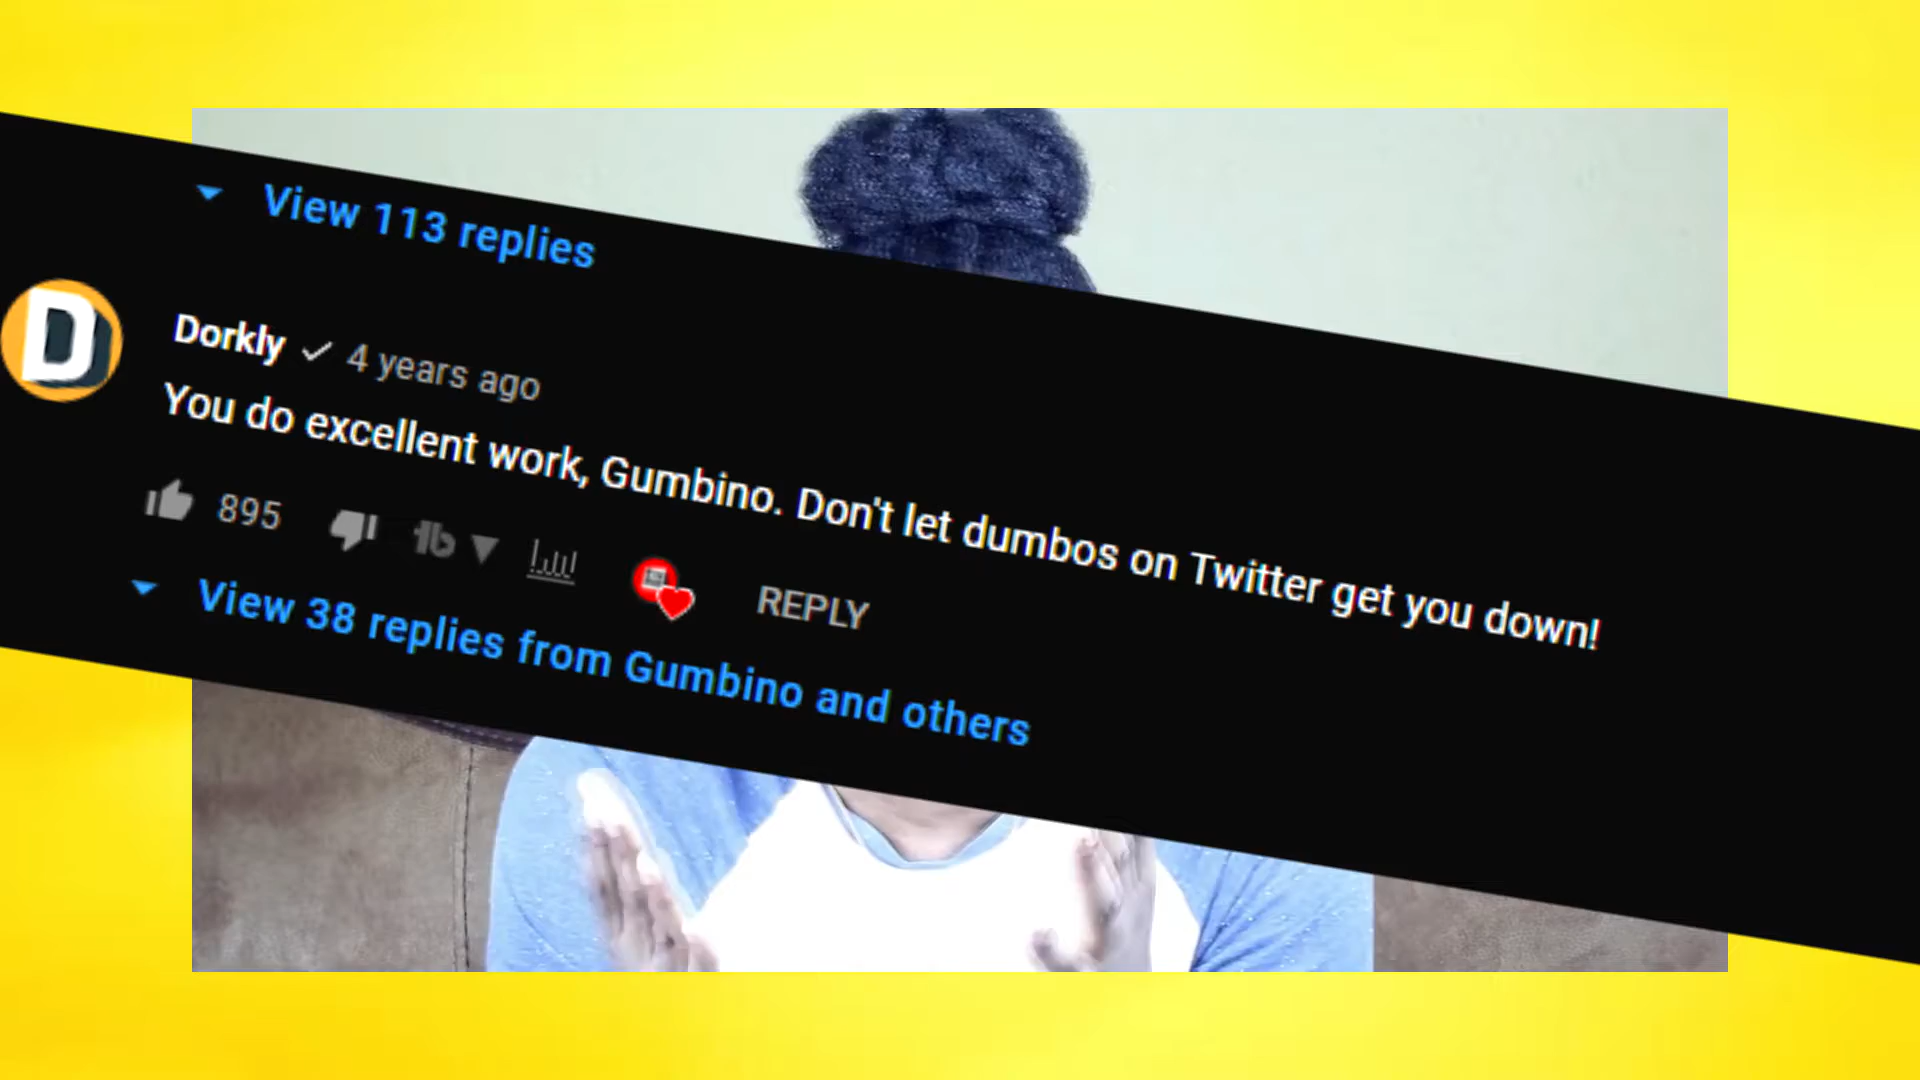 View 113 replies
D
Dorkly 4 years ago
You do excellent work, Gumbino. Don't let dumbos on Twitter get you down!
895 tb REPLY
View 38 replies from Gumbino and others